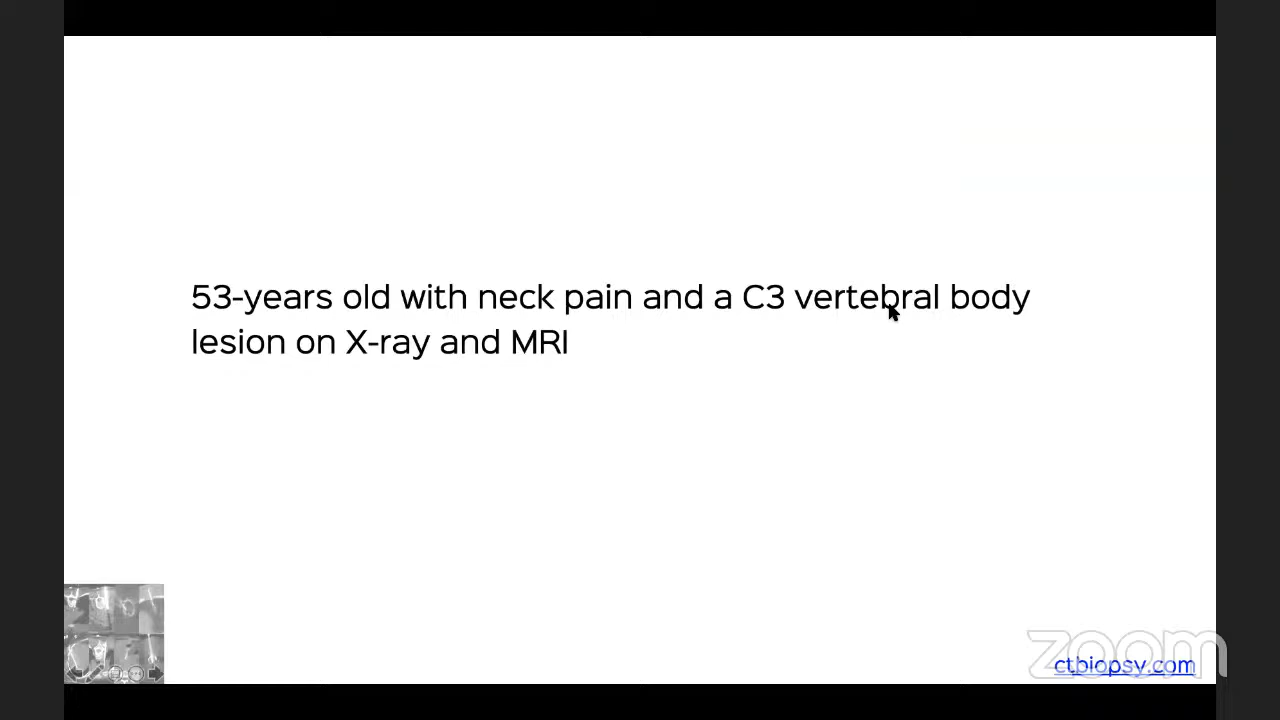 53-years old with neck pain and a C3 vertebral body
lesion on X-ray and MRI
zoom
ctbiopsy.com